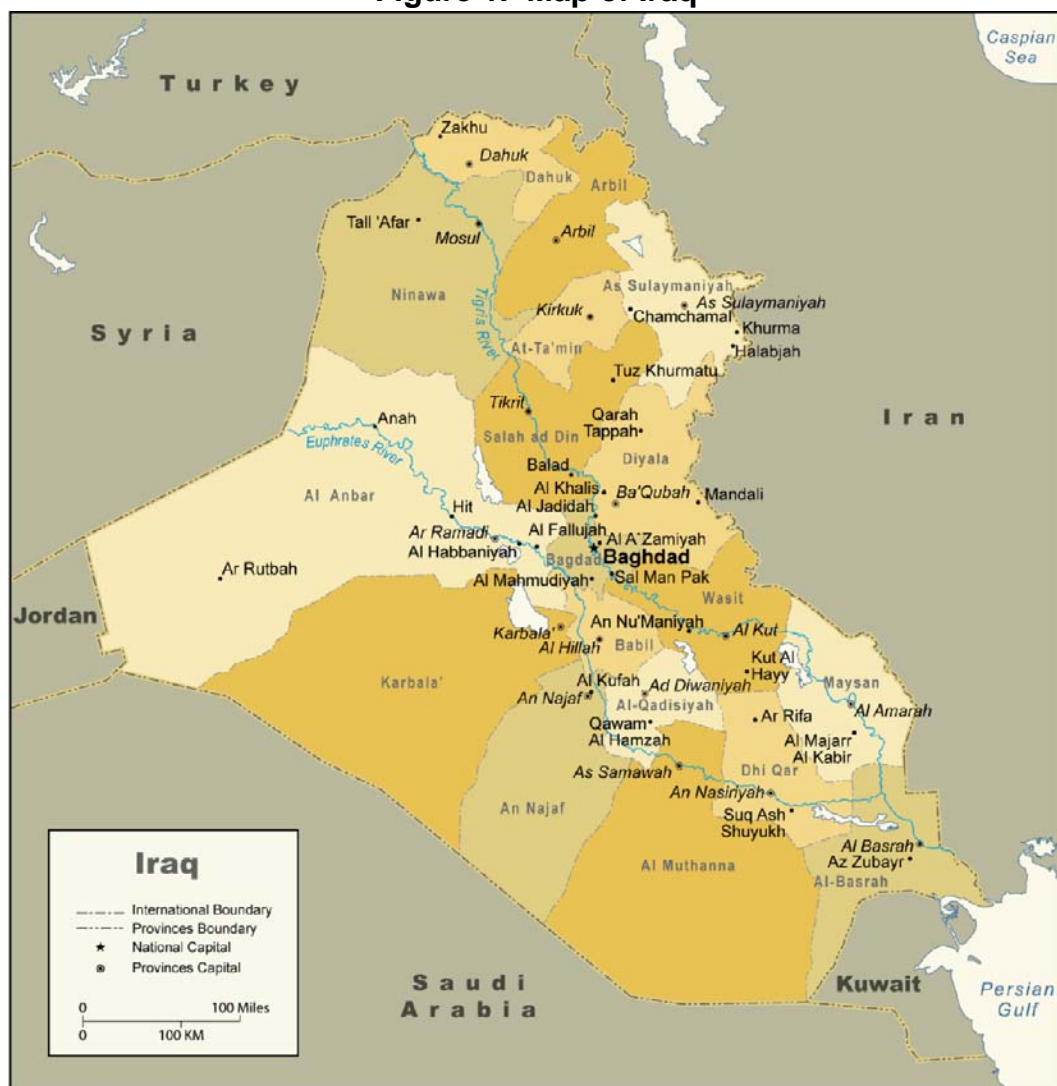 Figure 1. Map of Iraq
Caspian
Sea
Turkey
Zakhu
Dahuk
Dahuk
Arbil
Tall 'Afar
Mosul
Arbil
Ninawa
Tigris River
As Sulaymaniyah
As Sulaymaniyah
Kirkuk
Chamchamal
Khurma
Halabjah
At-Ta'min
Syria
Tuz Khurmatu
Iran
Tikrit
Qarah
Tappah
Anah
Salah ad Din
Euphrates River
Diyala
Balad
Al Khalis
Ba'Qubah
Mandali
Al Anbar
Hit
Al Jadidah
Ar Ramadi
Al Fallujah
Al A'Zamiyah
Al Habbaniyah
Bagdad
Baghdad
Ar Rutbah
Al Mahmudiyah
Sal Man Pak
Wasit
Jordan
Karbala'
An Nu'Maniyah
Al Kut
Al Hillah
Babil
Kut Al
Hayy
Karbala'
Al Kufah
Ad Diwaniyah
Maysan
An Najaf
Al-Qadisiyah
Al Amarah
Qawam
Al Hamzah
Ar Rifa
Al Majarr
Al Kabir
As Samawah
Dhi Qar
An Nasiriyah
An Najaf
Suq Ash
Shuyukh
Al Basrah
Az Zubayr
Al Muthanna
Al-Basrah
Saudi
Arabia
Kuwait
Persian
Gulf
Iraq
International Boundary
Provinces Boundary
National Capital
Provinces Capital
0 100 Miles
0 100 KM